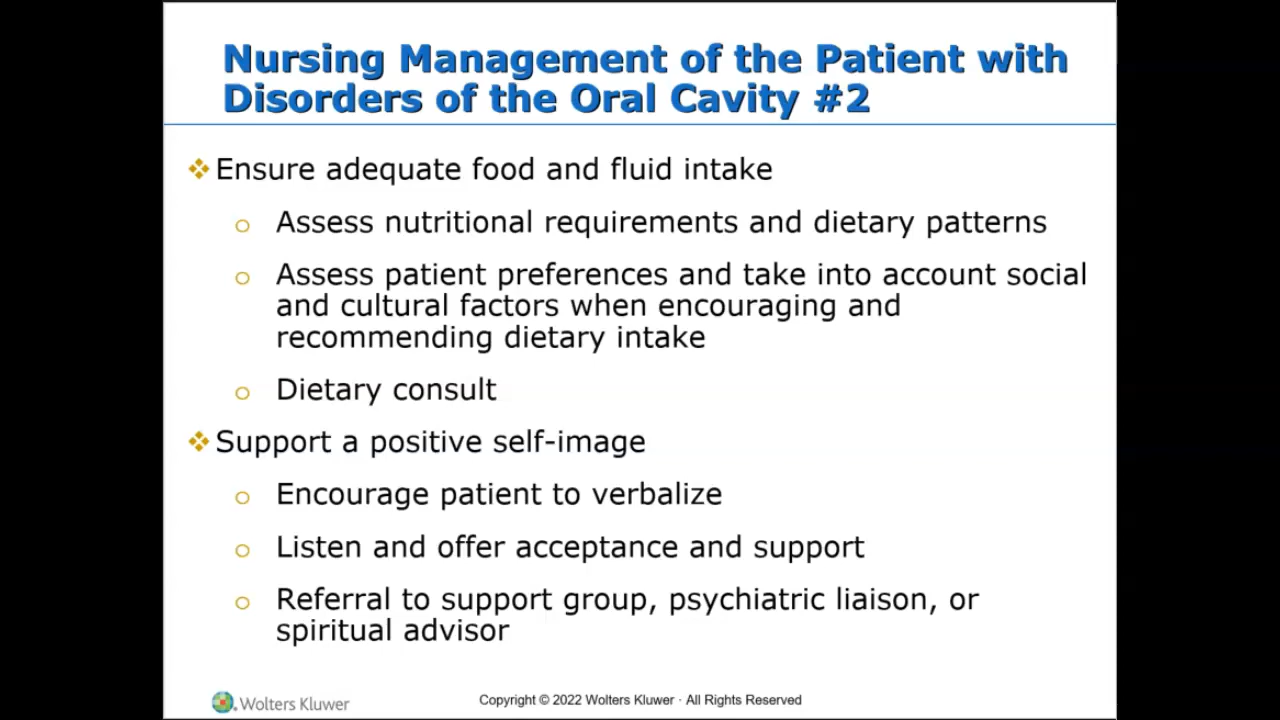 Nursing Management of the Patient with
Disorders of the Oral Cavity #2
Ensure adequate food and fluid intake
Assess nutritional requirements and dietary patterns
Assess patient preferences and take into account social
and cultural factors when encouraging and
recommending dietary intake
Dietary consult
Support a positive self-image
Encourage patient to verbalize
Listen and offer acceptance and support
Referral to support group, psychiatric liaison, or
spiritual advisor
Wolters Kluwer
Copyright © 2022 Wolters Kluwer · All Rights Reserved